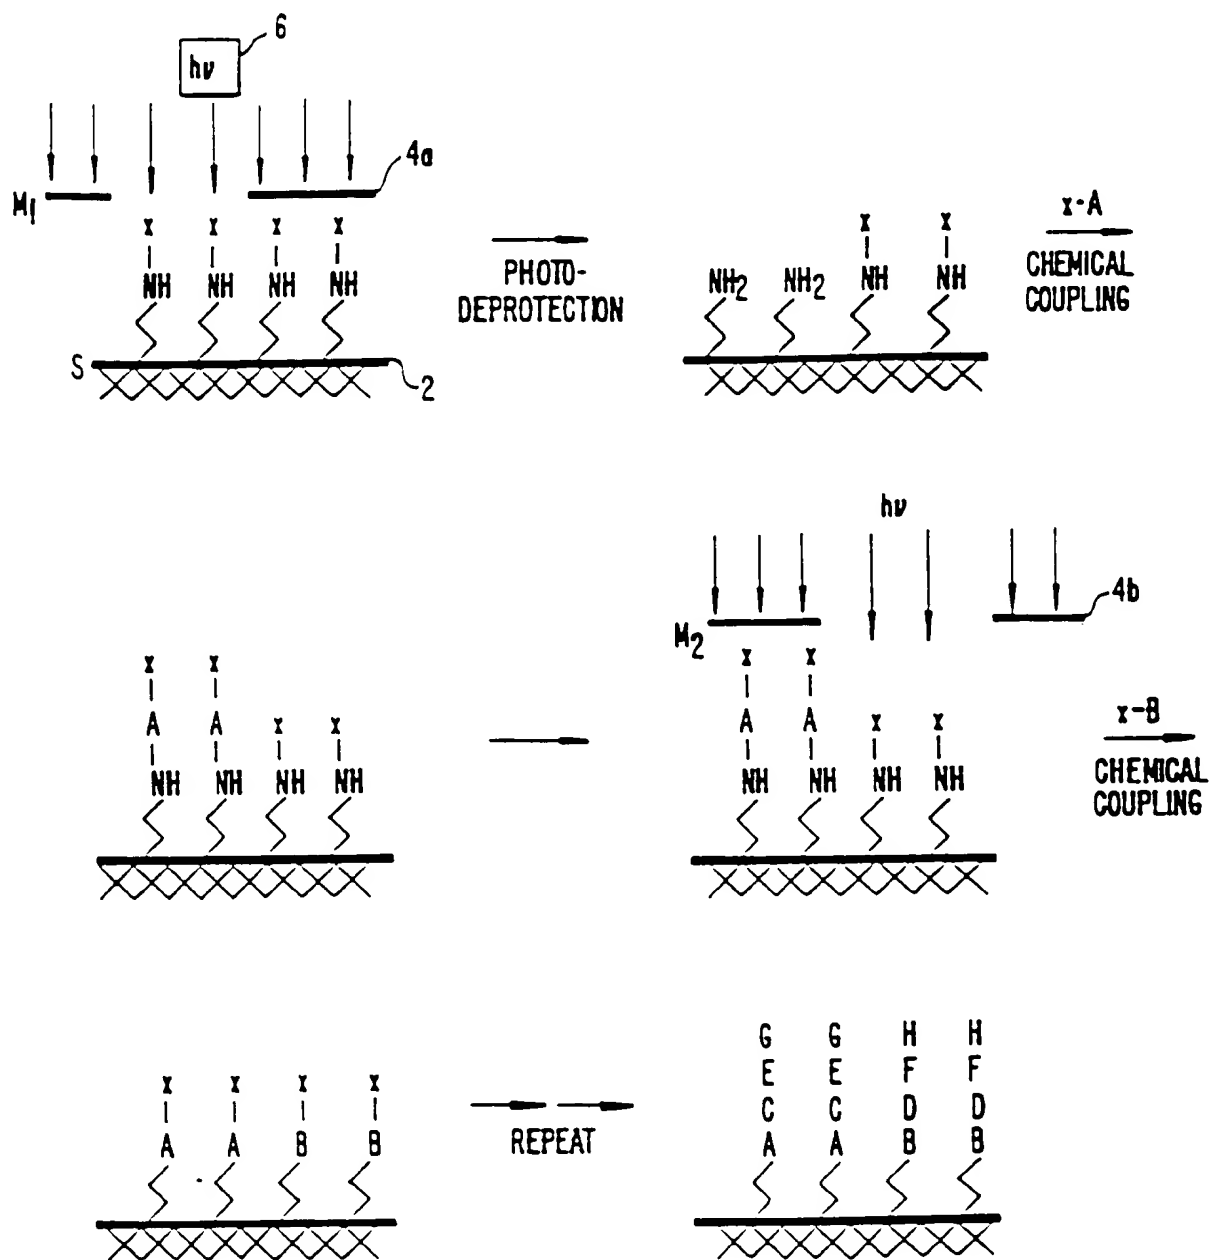 6
hν
4a
M1
x x x x
NH NH NH NH
S
2
PHOTO-
DEPROTECTION
x x
NH2 NH2 NH NH
x-A
CHEMICAL
COUPLING
x x
A A x x
NH NH NH NH
hν
4b
M2
x x
A A x x
NH NH NH NH
x-B
CHEMICAL
COUPLING
x x x x
A A B B
REPEAT
G G H H
E E F F
C C D D
A A B B